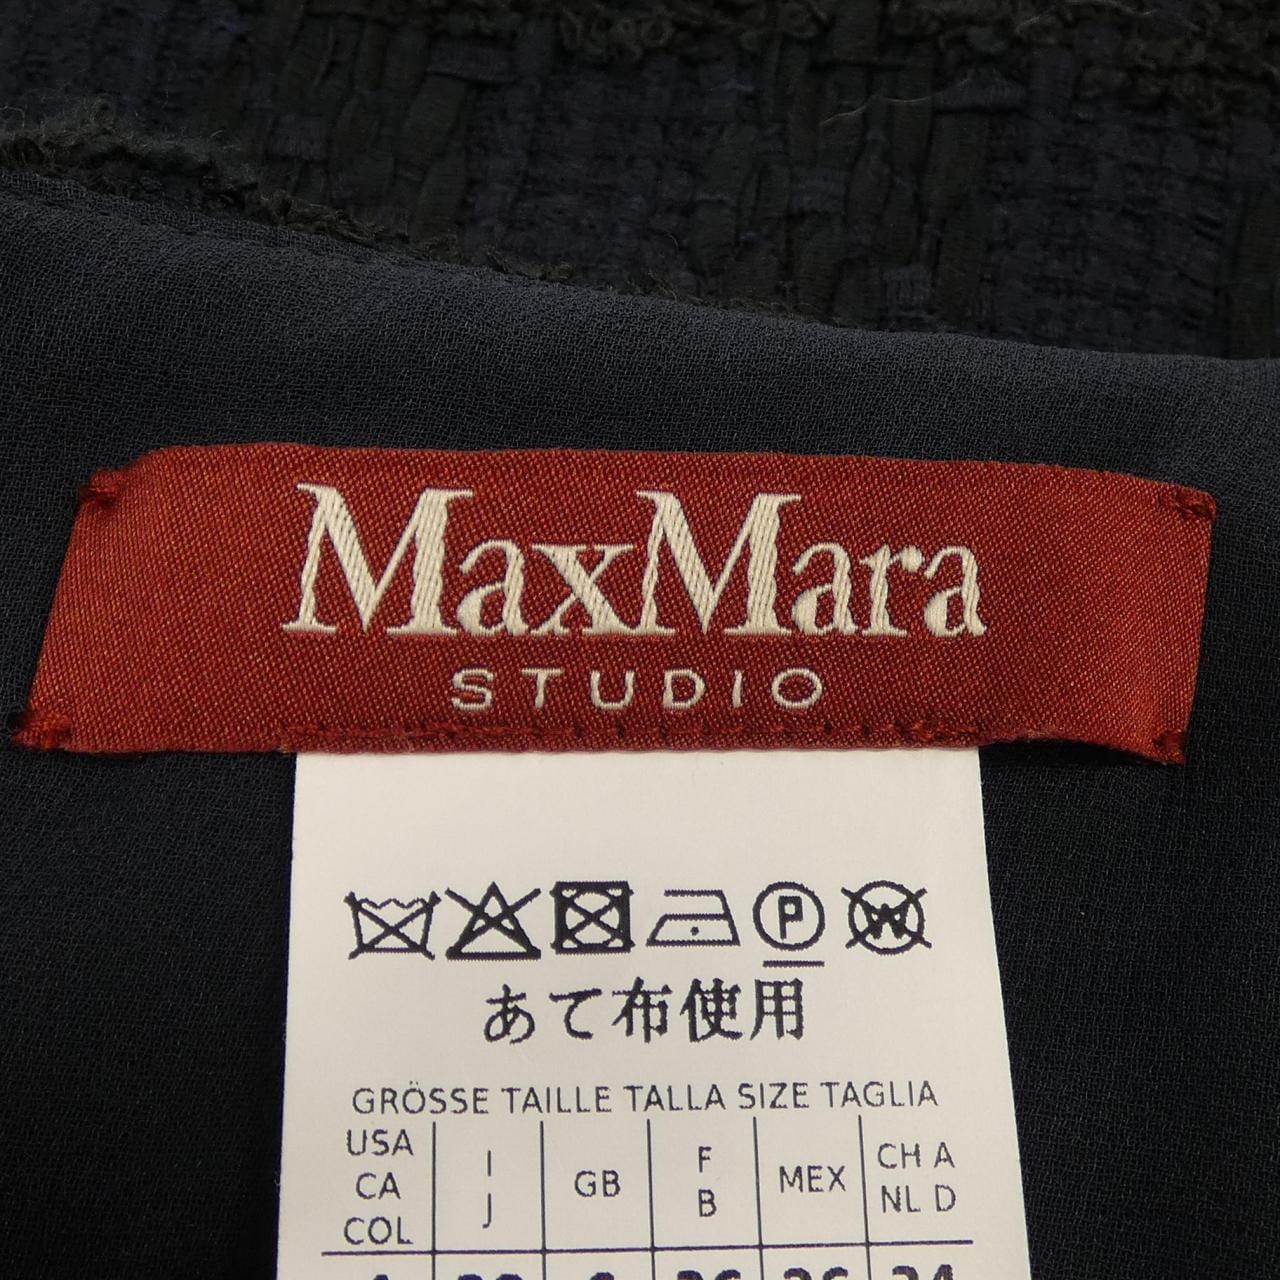 MaxMara
STUDIO
P W
あて布使用
GRÖSSE TAILLE TALLA SIZE TAGLIA
USA CA COL
I J
GB
F B
MEX
CH A NL D